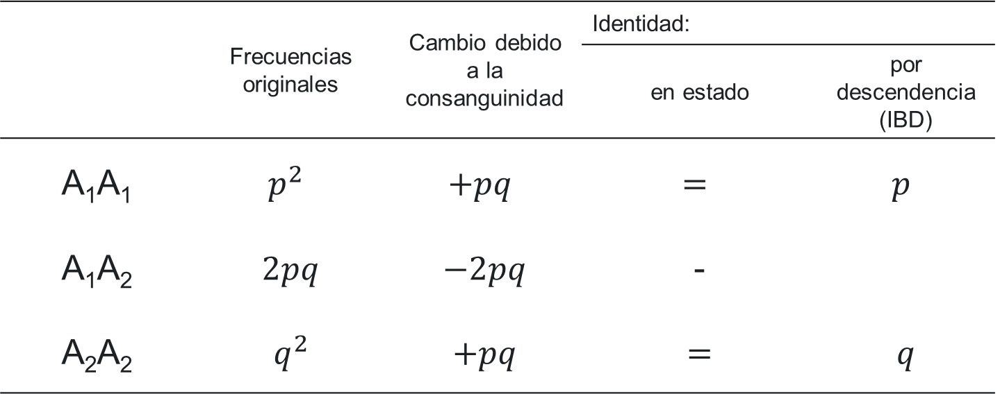 Identidad:
Frecuencias originales
Cambio debido a la consanguinidad
en estado
por descendencia (IBD)
A₁A₁ p² +pq = p
A₁A₂ 2pq −2pq -
A₂A₂ q² +pq = q